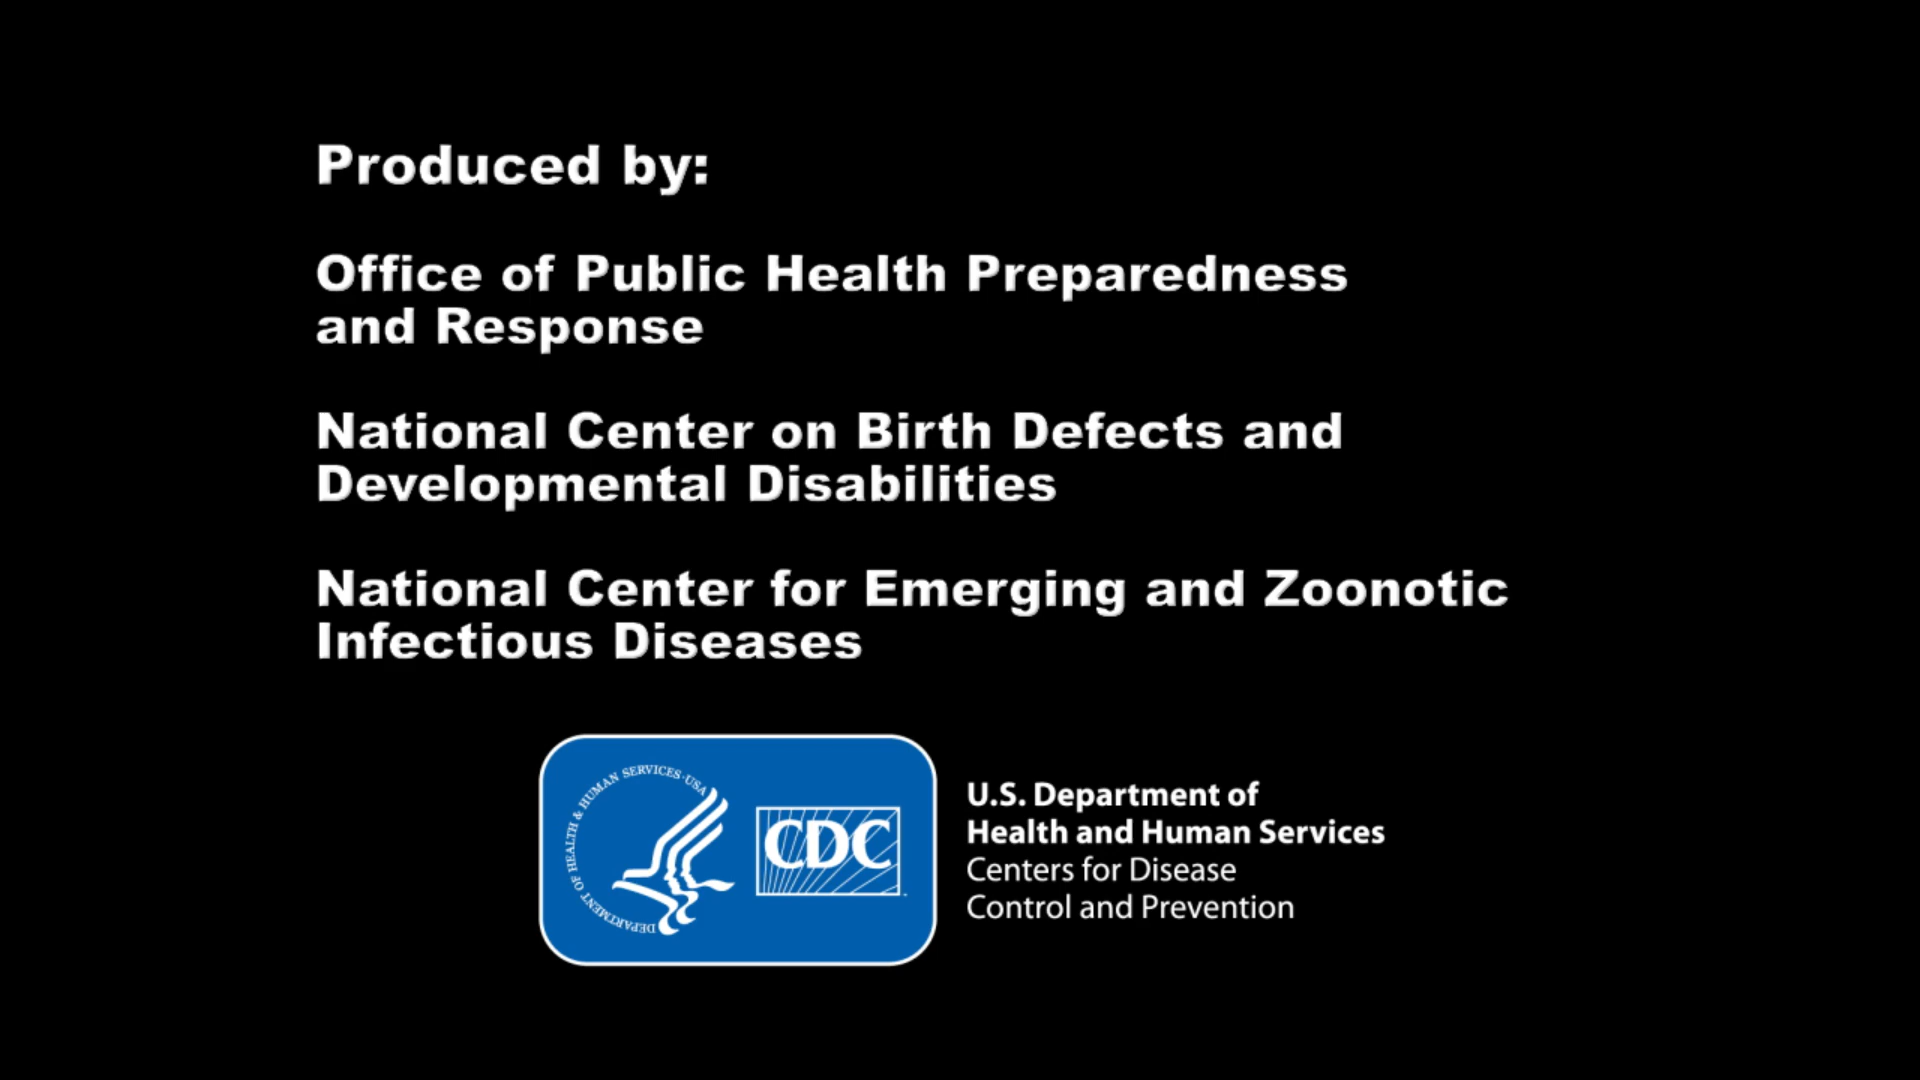 Produced by:
Office of Public Health Preparedness
and Response
National Center on Birth Defects and
Developmental Disabilities
National Center for Emerging and Zoonotic
Infectious Diseases
DEPARTMENT OF HEALTH & HUMAN SERVICES·USA
CDC
U.S. Department of
Health and Human Services
Centers for Disease
Control and Prevention